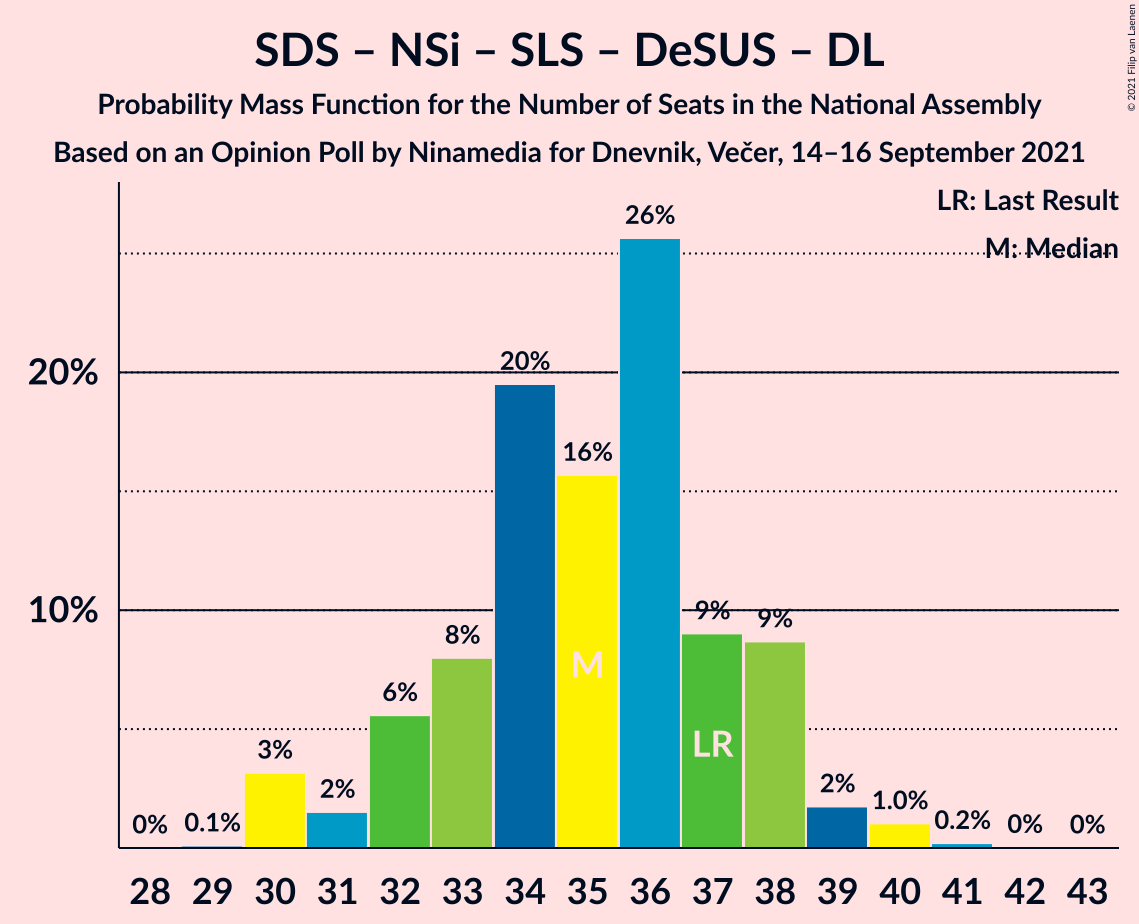 SDS – NSi – SLS – DeSUS – DL
Probability Mass Function for the Number of Seats in the National Assembly
Based on an Opinion Poll by Ninamedia for Dnevnik, Večer, 14–16 September 2021
© 2021 Filip van Laenen
LR: Last Result
M: Median
26%
20%
20%
16%
10%
9%
9%
8%
M
6%
LR
3%
2%
2%
1.0%
0%
0.1%
0.2%
0%
0%
28 29 30 31 32 33 34 35 36 37 38 39 40 41 42 43